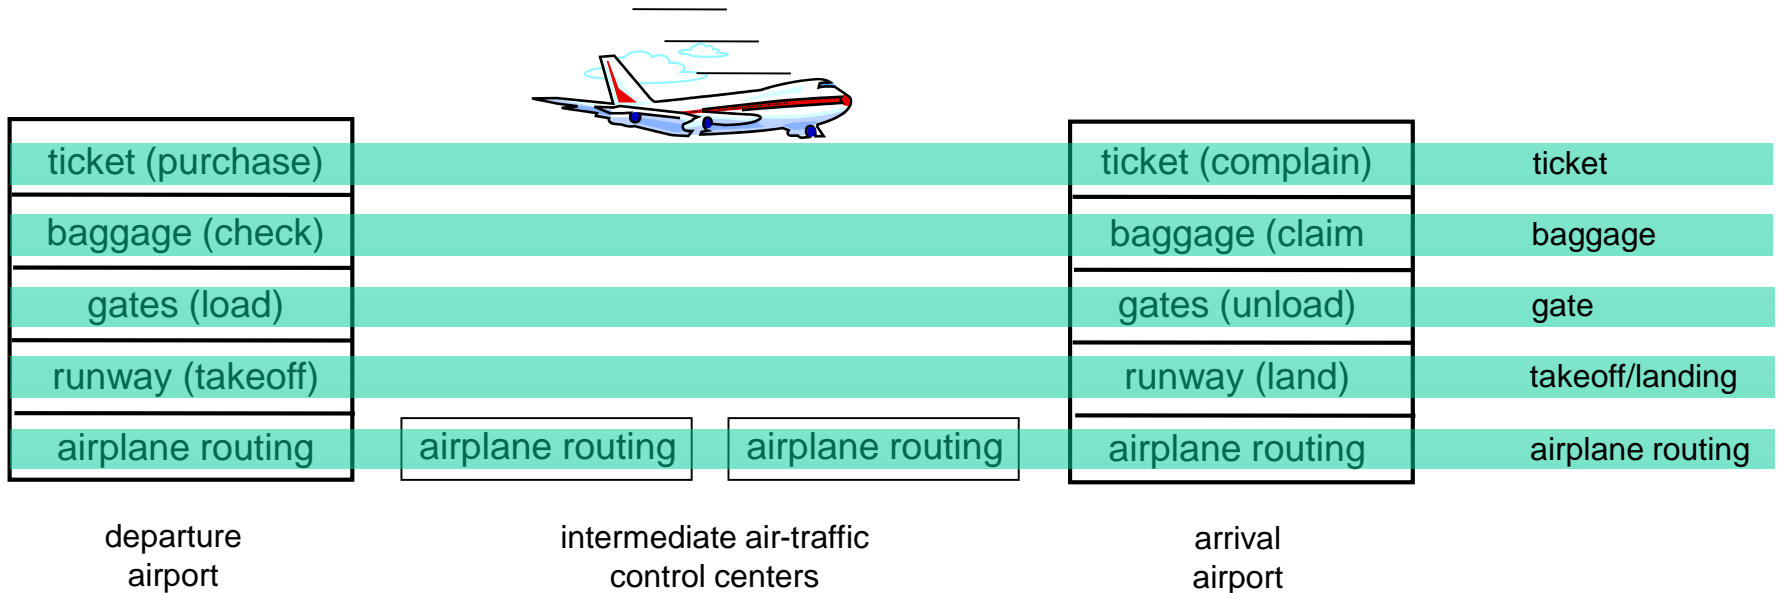 ticket (purchase)
ticket (complain)
ticket
baggage (check)
baggage (claim
baggage
gates (load)
gates (unload)
gate
runway (takeoff)
runway (land)
takeoff/landing
airplane routing
airplane routing
airplane routing
airplane routing
airplane routing
departure
airport
intermediate air-traffic
control centers
arrival
airport